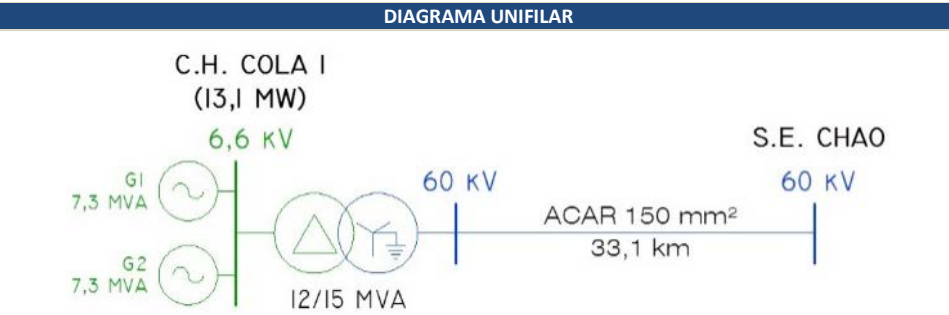 DIAGRAMA UNIFILAR
C.H. COLA I
(13,1 MW)
6,6 KV
G1
7,3 MVA
G2
7,3 MVA
12/15 MVA
60 KV
ACAR 150 mm²
33,1 km
S.E. CHAO
60 KV